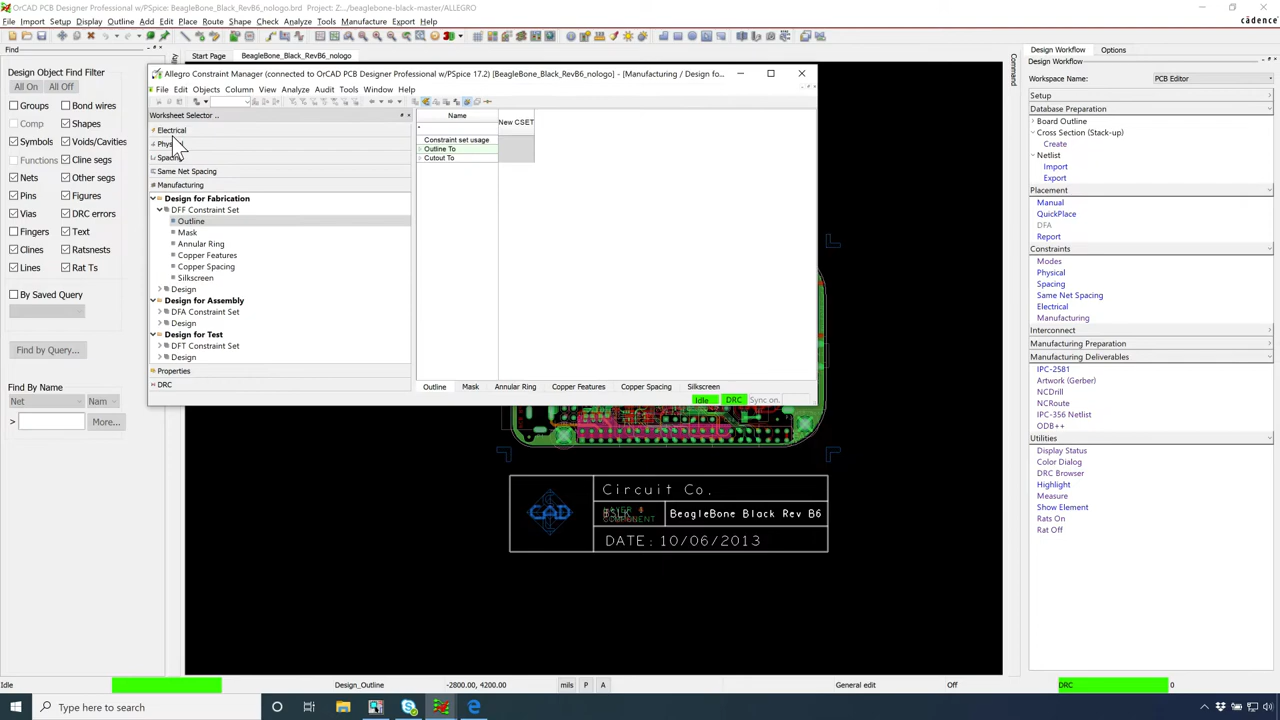 OrCAD PCB Designer Professional w/PSpice: BeagleBone_Black_RevB6_nologo.brd Project: Z:.../beaglebone-black-master/ALLEGRO
File Edit View Import Setup Display Outline Add Edit Place Route Shape Check Analyze Tools Manufacture Export Help
cādence
Find
Start Page
BeagleBone_Black_RevB6_nologo
Design Object Find Filter
All On
All Off
Groups
Bond wires
Comp
Shapes
Symbols
Voids/Cavities
Functions
Cline segs
Nets
Other segs
Pins
Figures
Vias
DRC errors
Fingers
Text
Clines
Ratsnests
Lines
Rat Ts
By Saved Query
Find by Query...
Find By Name
Net
Nam
More...
Allegro Constraint Manager (connected to OrCAD PCB Designer Professional w/PSpice 17.2) [BeagleBone_Black_RevB6_nologo] - [Manufacturing / Design fo...
File Edit Objects Column View Analyze Audit Tools Window Help
Worksheet Selector ..
Electrical
Spacing
Same Net Spacing
Manufacturing
Design for Fabrication
DFF Constraint Set
Outline
Mask
Annular Ring
Copper Features
Copper Spacing
Silkscreen
Design
Design for Assembly
DFA Constraint Set
Design
Design for Test
DFT Constraint Set
Design
Properties
DRC
Name
New CSET
*
Constraint set usage
Outline To
Cutout To
Outline
Mask
Annular Ring
Copper Features
Copper Spacing
Silkscreen
Idle
DRC
Sync on.
Command
CAD
Circuit Co.
BeagleBone Black Rev B6
DATE: 10/06/2013
Design Workflow
Options
Design Workflow
Workspace Name:
PCB Editor
Setup
Database Preparation
Board Outline
Cross Section (Stack-up)
Create
Netlist
Import
Export
Placement
Manual
QuickPlace
DFA
Report
Constraints
Modes
Physical
Spacing
Same Net Spacing
Electrical
Manufacturing
Interconnect
Manufacturing Preparation
Manufacturing Deliverables
IPC-2581
Artwork (Gerber)
NCDrill
NCRoute
IPC-356 Netlist
ODB++
Utilities
Display Status
Color Dialog
DRC Browser
Highlight
Measure
Show Element
Rats On
Rat Off
Idle
Design_Outline
-2800.00, 4200.00
mils
P
A
General edit
Off
DRC
0
Type here to search